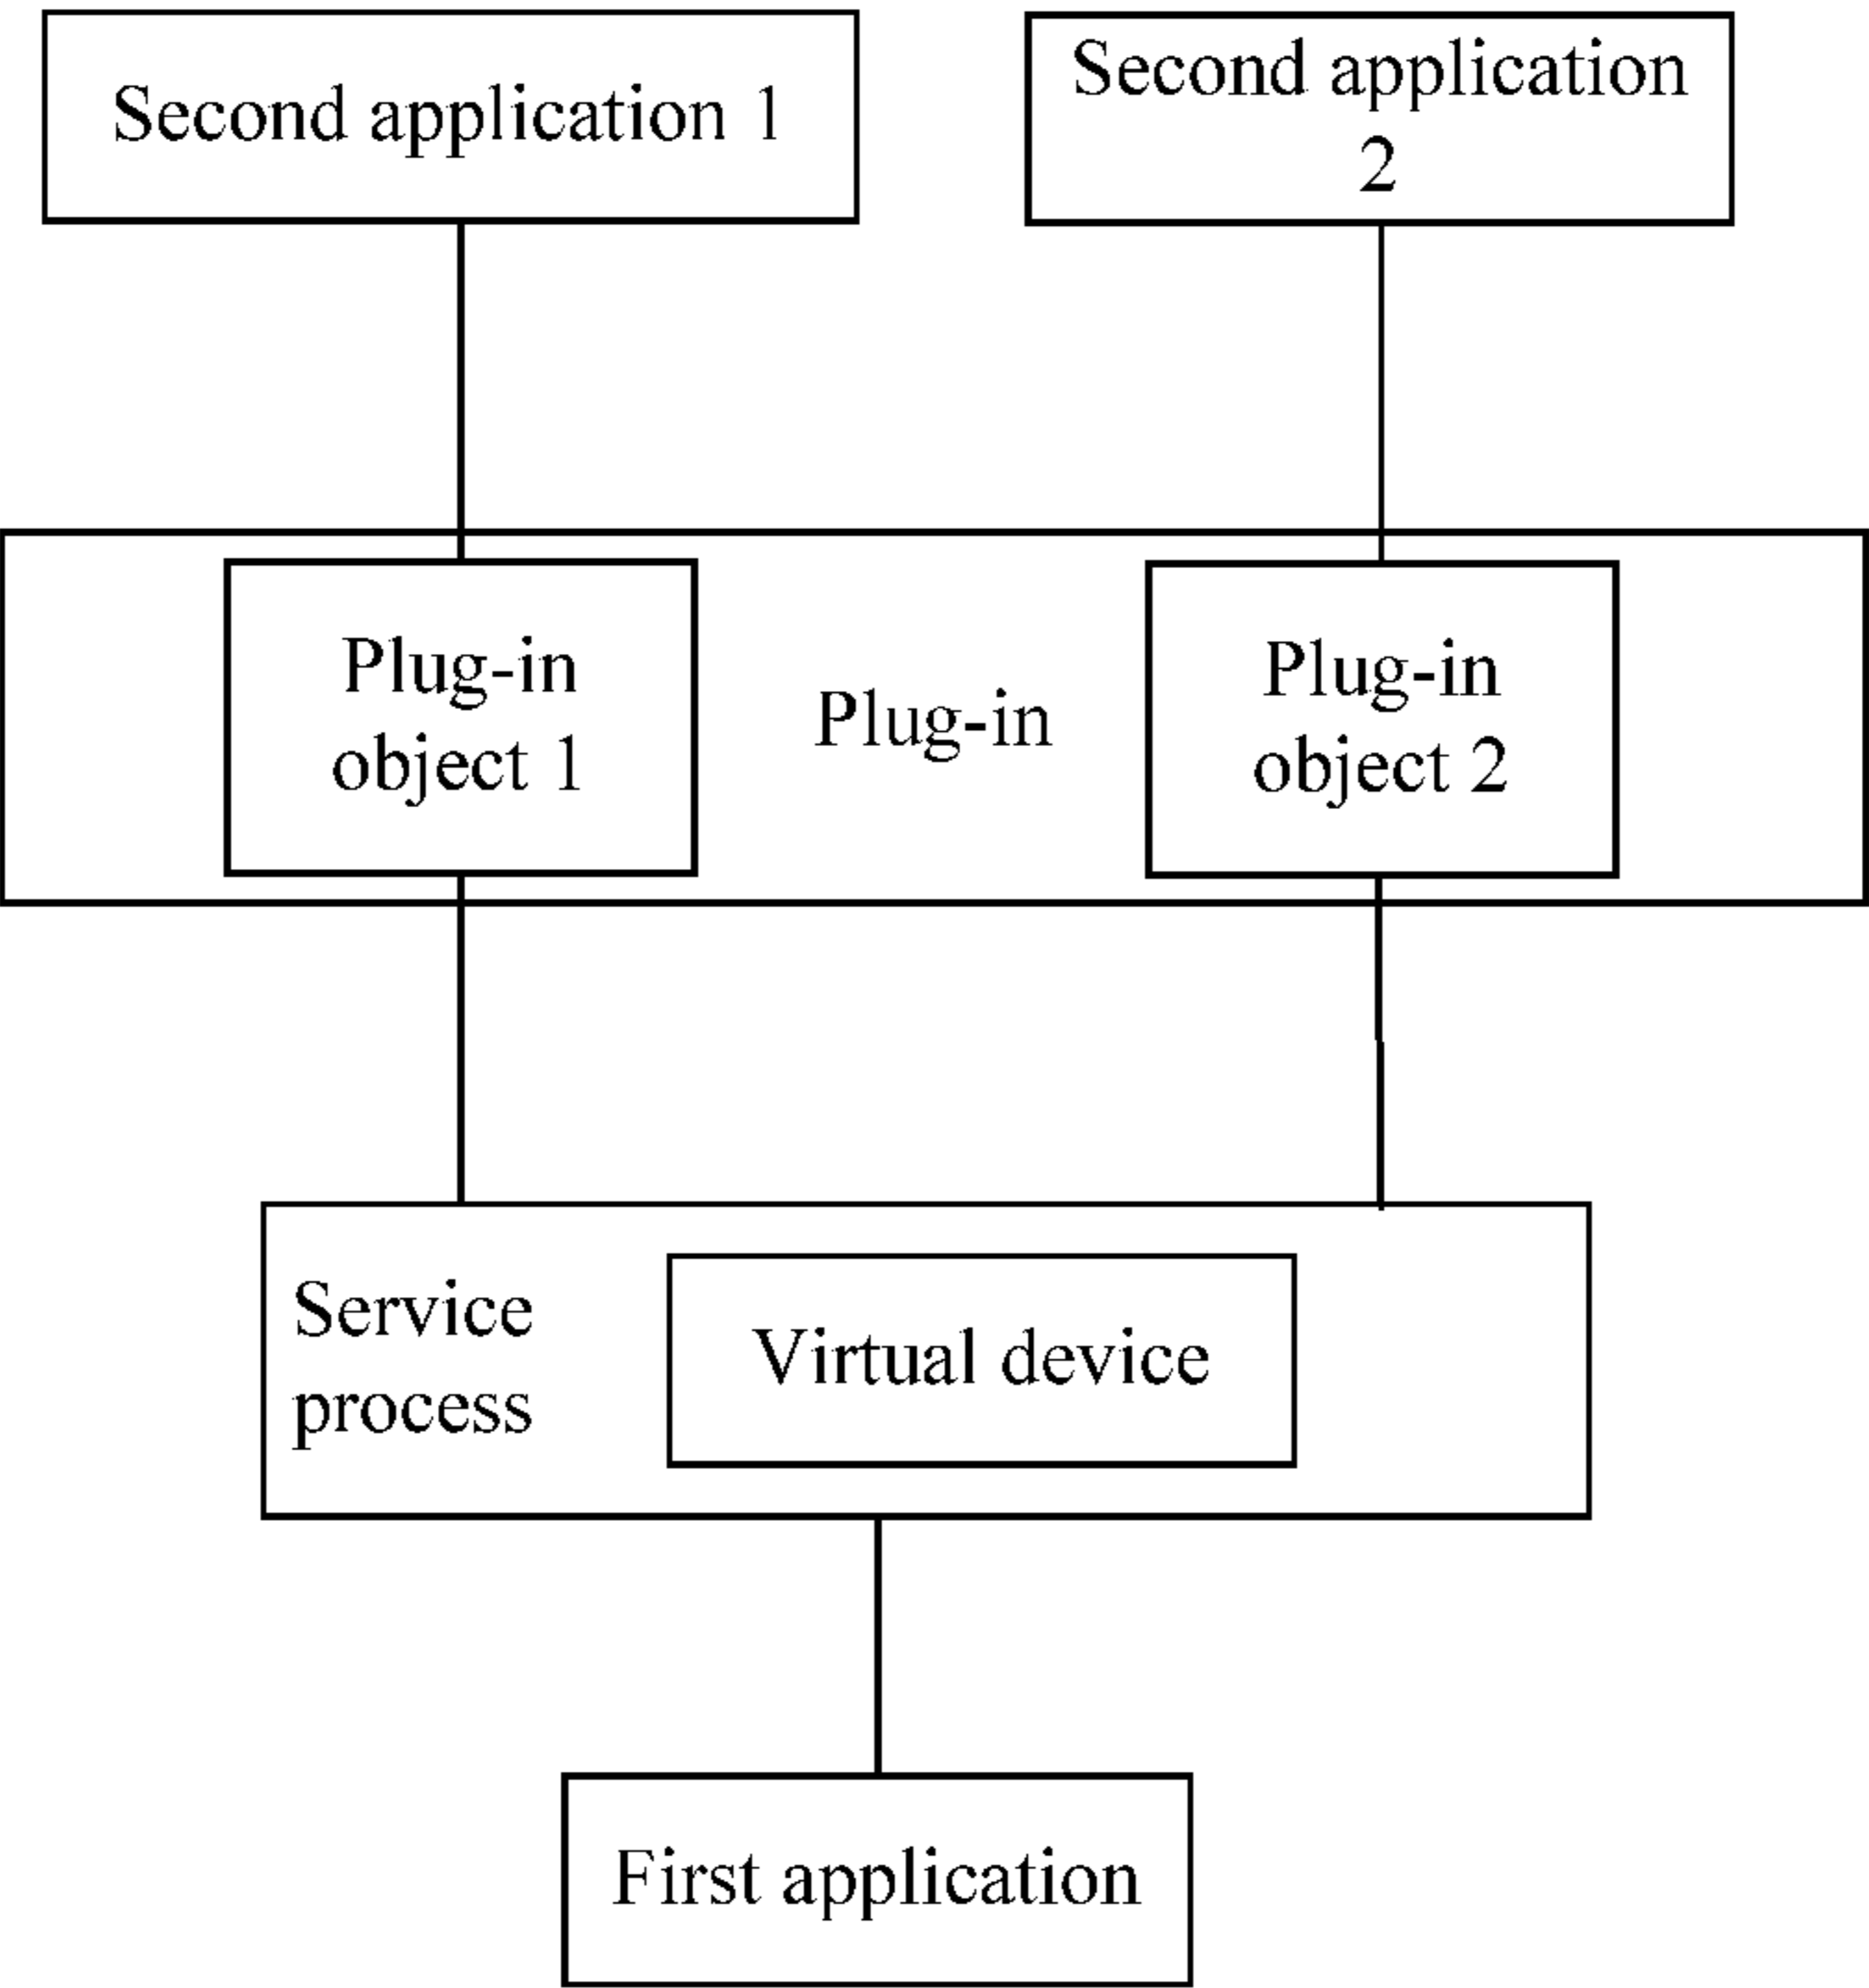 Second application 1
Second application
2
Plug-in
object 1
Plug-in
Plug-in
object 2
Service
process
Virtual device
First application